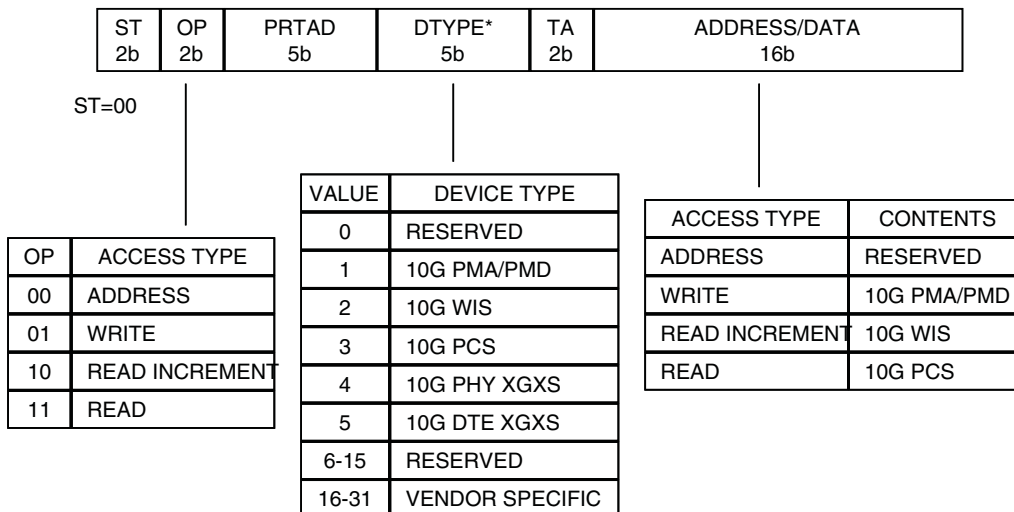 ST OP PRTAD DTYPE* TA ADDRESS/DATA
2b 2b 5b 5b 2b 16b
ST=00
OP ACCESS TYPE
00 ADDRESS
01 WRITE
10 READ INCREMENT
11 READ
VALUE DEVICE TYPE
0 RESERVED
1 10G PMA/PMD
2 10G WIS
3 10G PCS
4 10G PHY XGXS
5 10G DTE XGXS
6-15 RESERVED
16-31 VENDOR SPECIFIC
ACCESS TYPE CONTENTS
ADDRESS RESERVED
WRITE 10G PMA/PMD
READ INCREMENT 10G WIS
READ 10G PCS